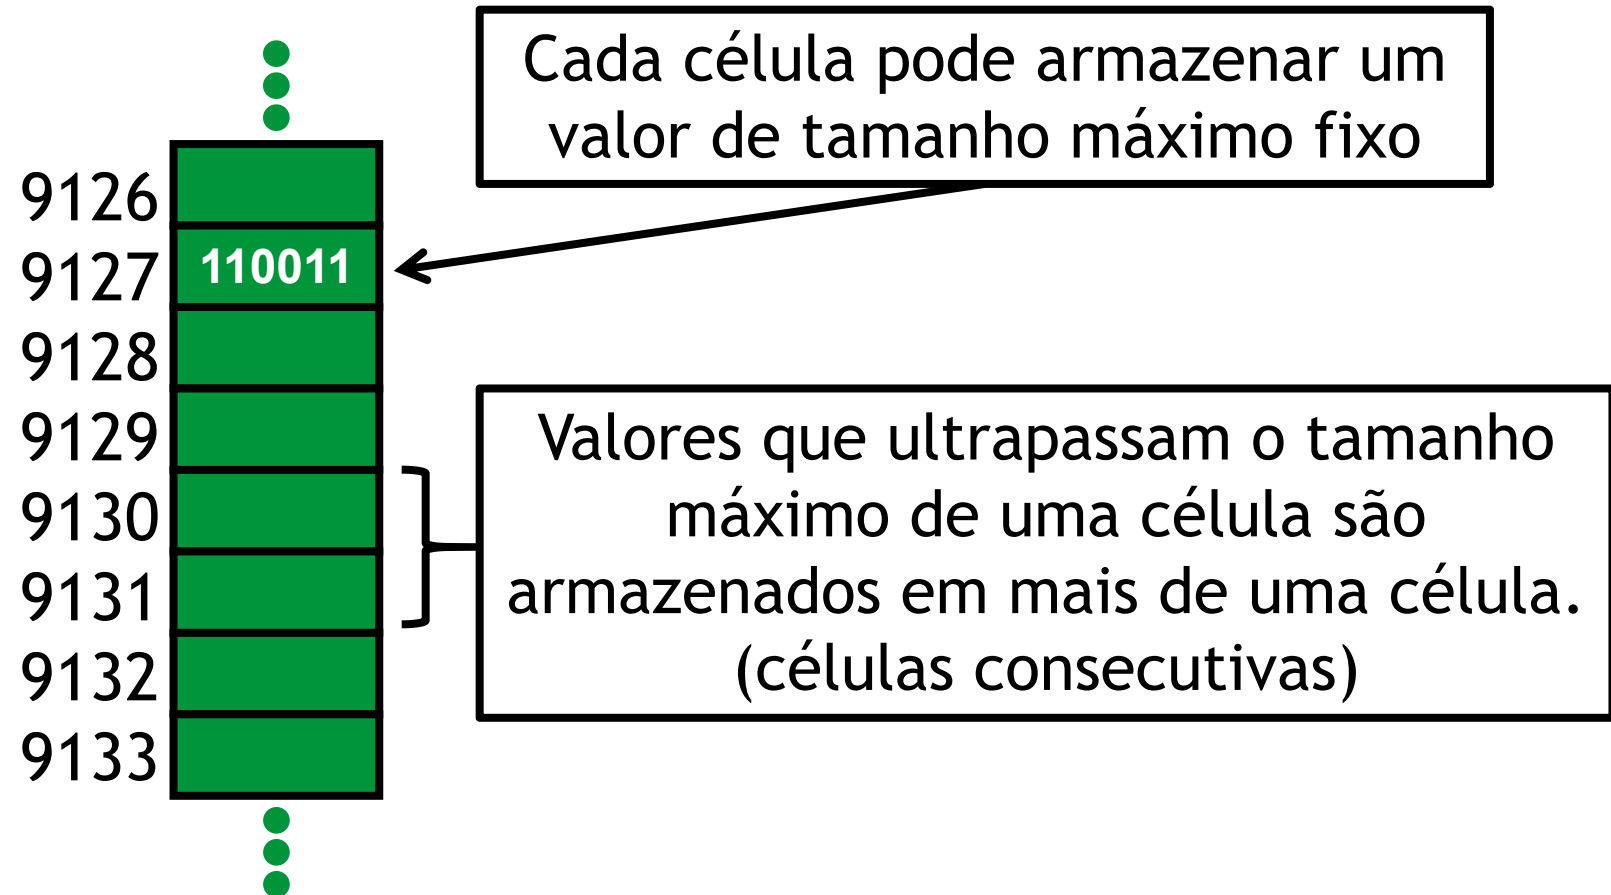 Cada célula pode armazenar um
valor de tamanho máximo fixo
9126
9127 110011
9128
9129
9130
9131
9132
9133
Valores que ultrapassam o tamanho
máximo de uma célula são
armazenados em mais de uma célula.
(células consecutivas)